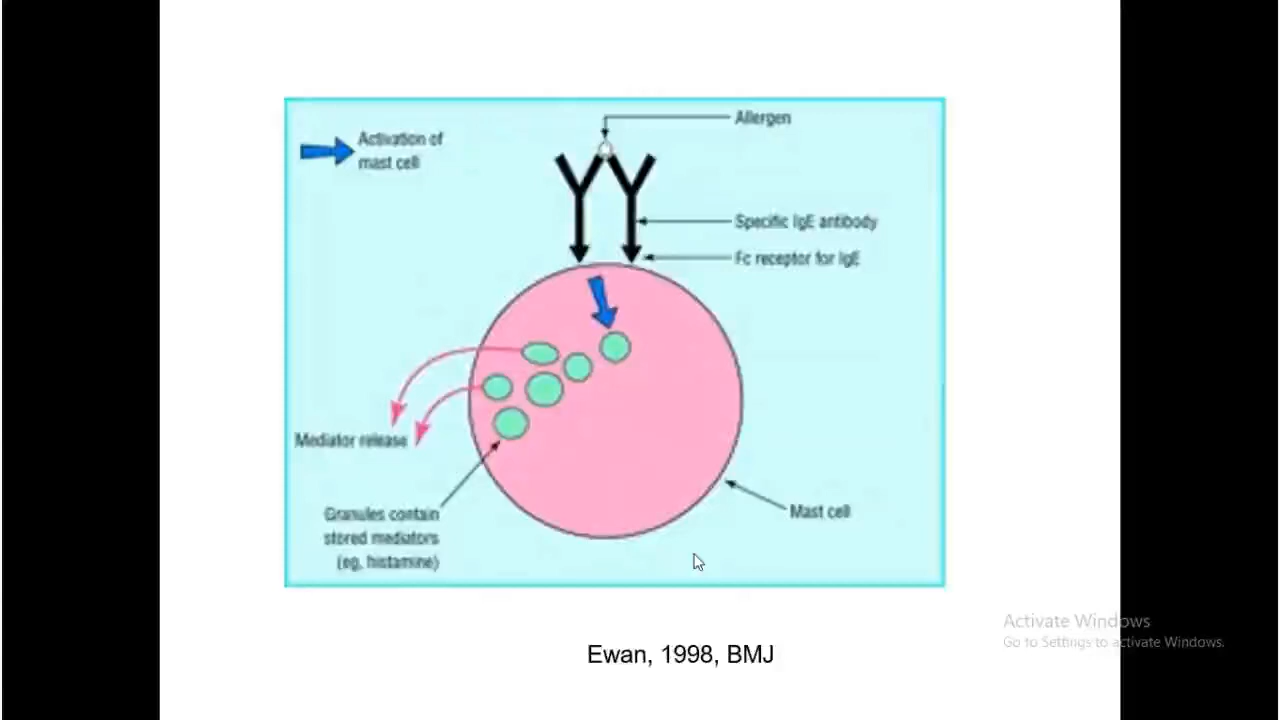 Allergen
Activation of
mast cell
Specific IgE antibody
Fc receptor for IgE
Mediator release
Granules contain
stored mediators
(eg, histamine)
Mast cell
Activate Windows
Go to Settings to activate Windows.
Ewan, 1998, BMJ